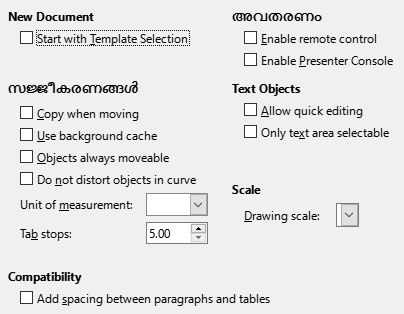 New Document
Start with Template Selection
അവതരണം
Enable remote control
Enable Presenter Console
സജ്ജീകരണങ്ങൾ
Copy when moving
Use background cache
Objects always moveable
Do not distort objects in curve
Unit of measurement:
Tab stops: 5.00
Text Objects
Allow quick editing
Only text area selectable
Scale
Drawing scale:
Compatibility
Add spacing between paragraphs and tables